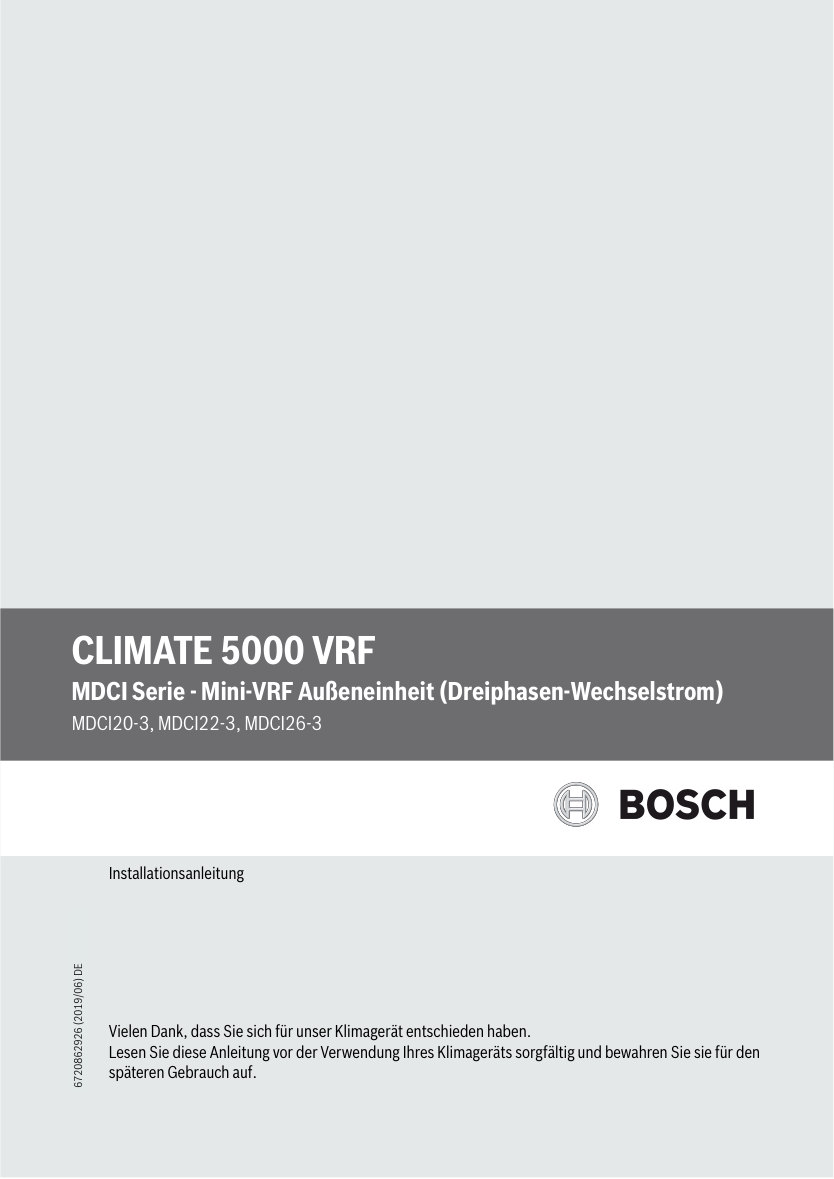 CLIMATE 5000 VRF
MDCI Serie - Mini-VRF Außeneinheit (Dreiphasen-Wechselstrom)
MDCI20-3, MDCI22-3, MDCI26-3
BOSCH
Installationsanleitung
6720862926 (2019/06) DE
Vielen Dank, dass Sie sich für unser Klimagerät entschieden haben.
Lesen Sie diese Anleitung vor der Verwendung Ihres Klimageräts sorgfältig und bewahren Sie sie für den
späteren Gebrauch auf.